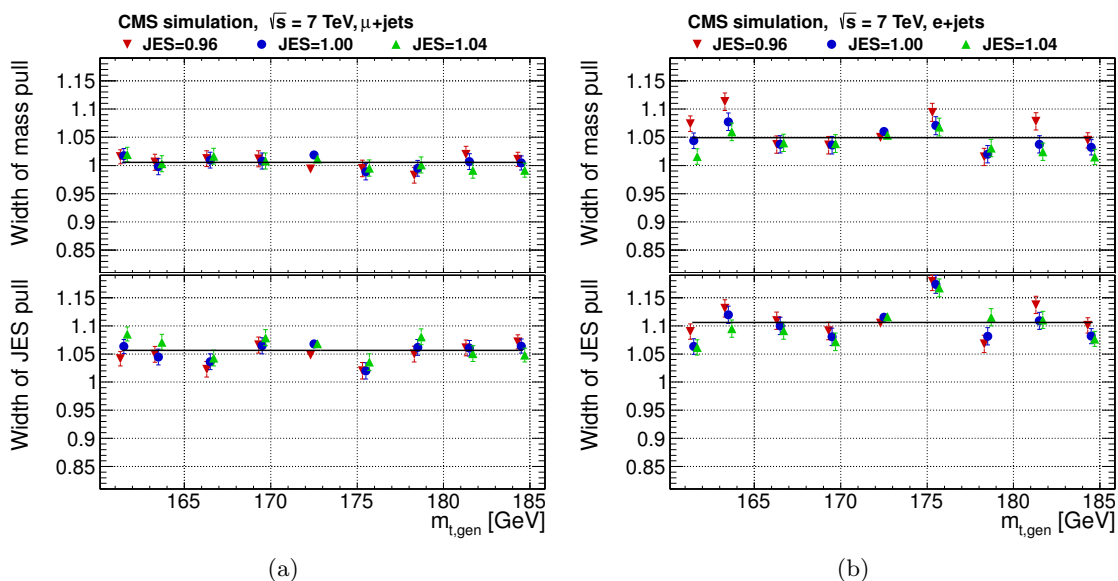 CMS simulation, √s = 7 TeV, μ+jets
JES=0.96 JES=1.00 JES=1.04
Width of mass pull
1.15
1.1
1.05
1
0.95
0.9
0.85
Width of JES pull
1.15
1.1
1.05
1
0.95
0.9
0.85
165 170 175 180 185
m_t,gen [GeV]
(a)
CMS simulation, √s = 7 TeV, e+jets
JES=0.96 JES=1.00 JES=1.04
Width of mass pull
1.15
1.1
1.05
1
0.95
0.9
0.85
Width of JES pull
1.15
1.1
1.05
1
0.95
0.9
0.85
165 170 175 180 185
m_t,gen [GeV]
(b)